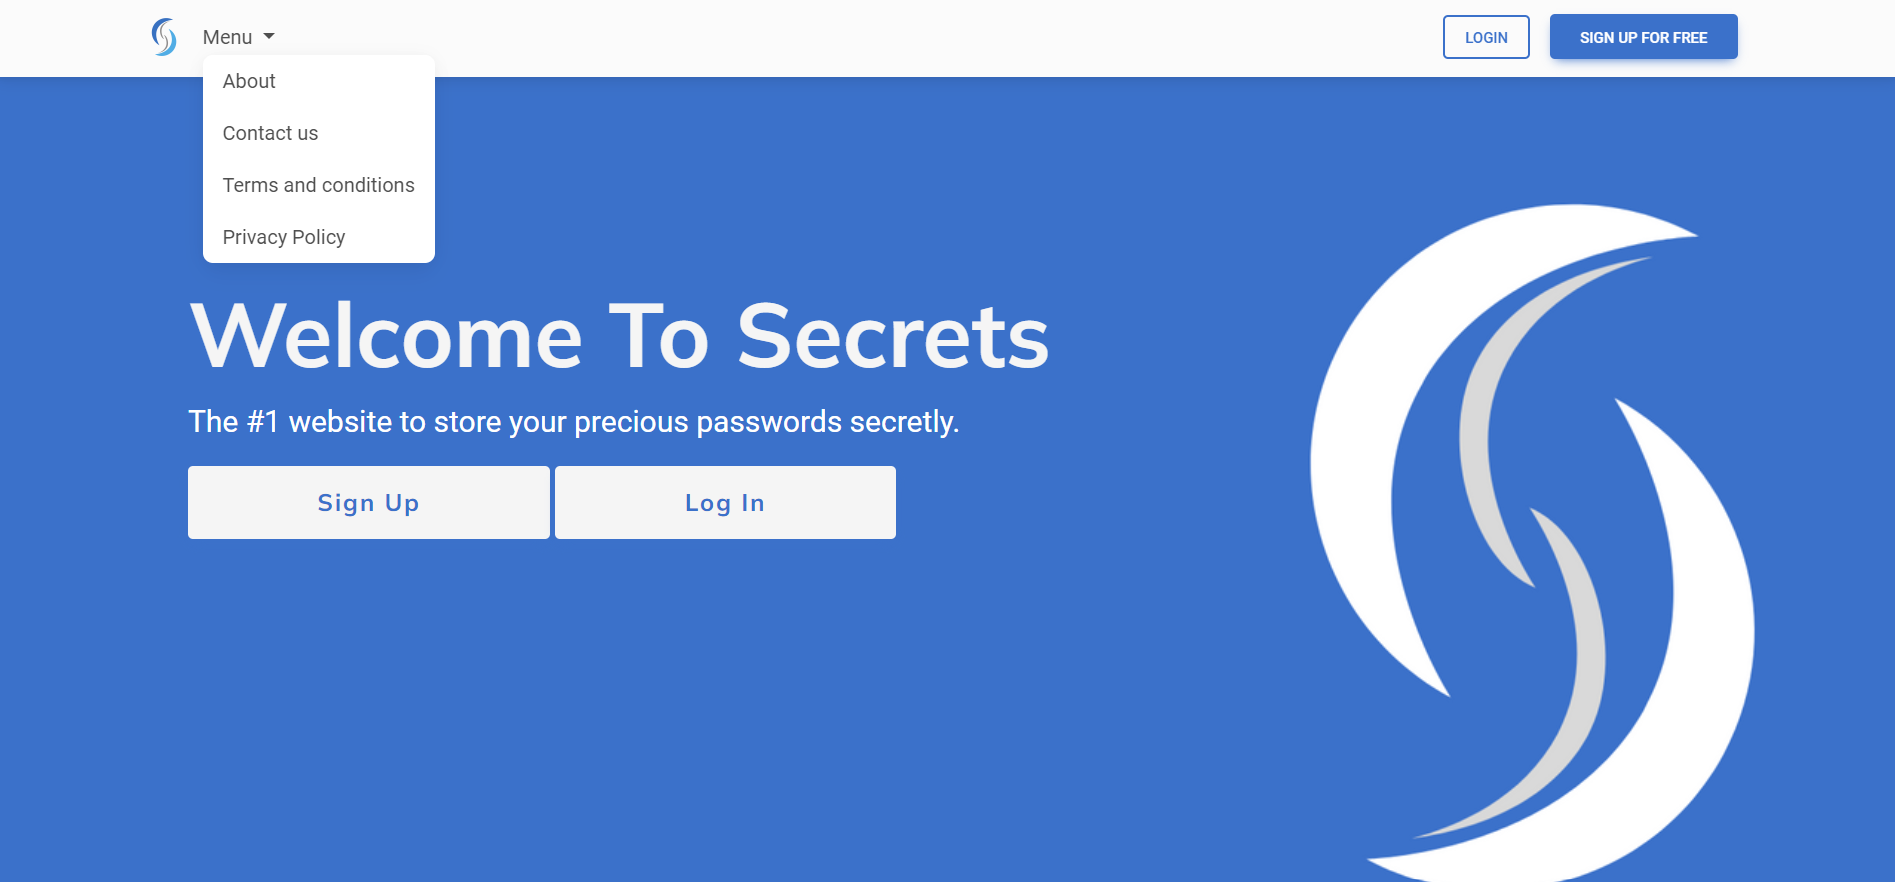 Menu
LOGIN
SIGN UP FOR FREE
About
Contact us
Terms and conditions
Privacy Policy
Welcome To Secrets
The #1 website to store your precious passwords secretly.
Sign Up
Log In